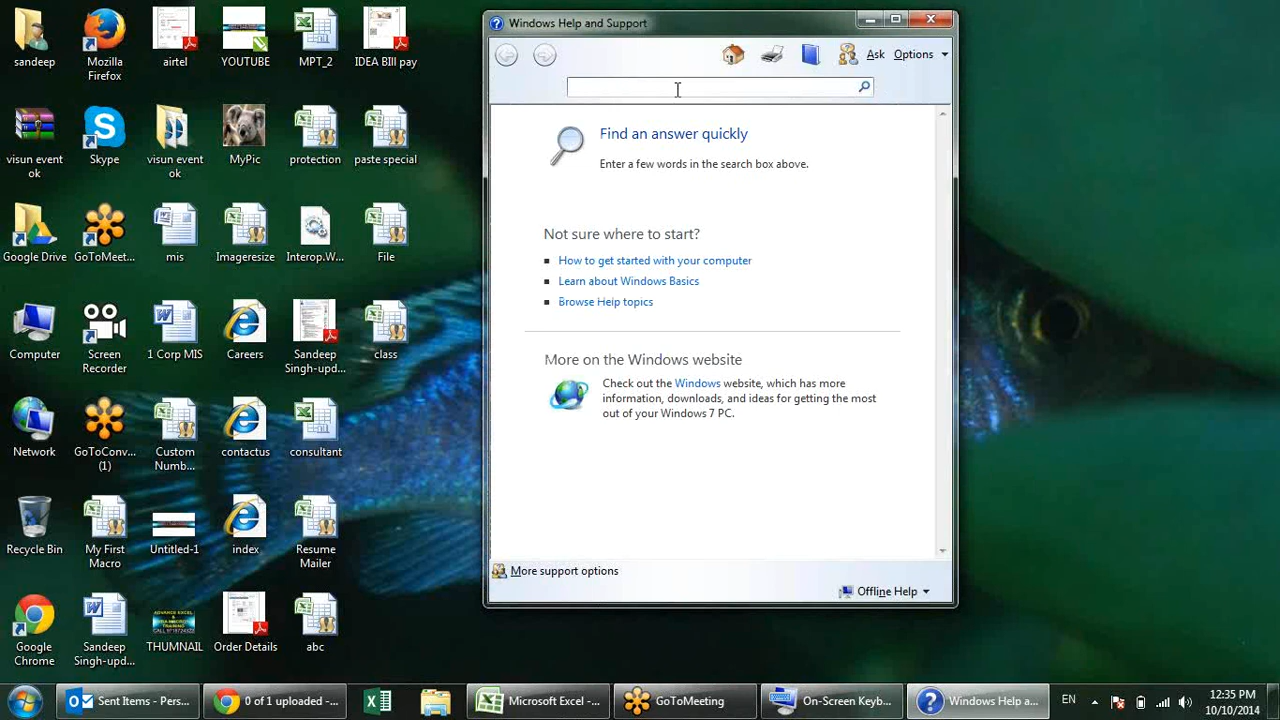 sandeep
Mozilla
Firefox
airtel
YOUTUBE
MPT_2
IDEA BIll pay
visun event
ok
Skype
visun event
ok
MyPic
protection
paste special
Google Drive
GoToMeet...
mis
Imageresize
Interop.W...
File
Computer
Screen
Recorder
1 Corp MIS
Careers
Sandeep
Singh-upd...
class
Network
GoToConv...
(1)
Custom
Numb...
contactus
consultant
Recycle Bin
My First
Macro
Untitled-1
index
Resume
Mailer
Google
Chrome
Sandeep
Singh-upd...
THUMNAIL
Order Details
abc
Windows Help and Support
Ask
Options
Find an answer quickly
Enter a few words in the search box above.
Not sure where to start?
How to get started with your computer
Learn about Windows Basics
Browse Help topics
More on the Windows website
Check out the Windows website, which has more
information, downloads, and ideas for getting the most
out of your Windows 7 PC.
More support options
Offline Help
Sent Items - Pers...
0 of 1 uploaded -...
Microsoft Excel -...
GoToMeeting
On-Screen Keyb...
Windows Help a...
EN
12:35 PM
10/10/2014